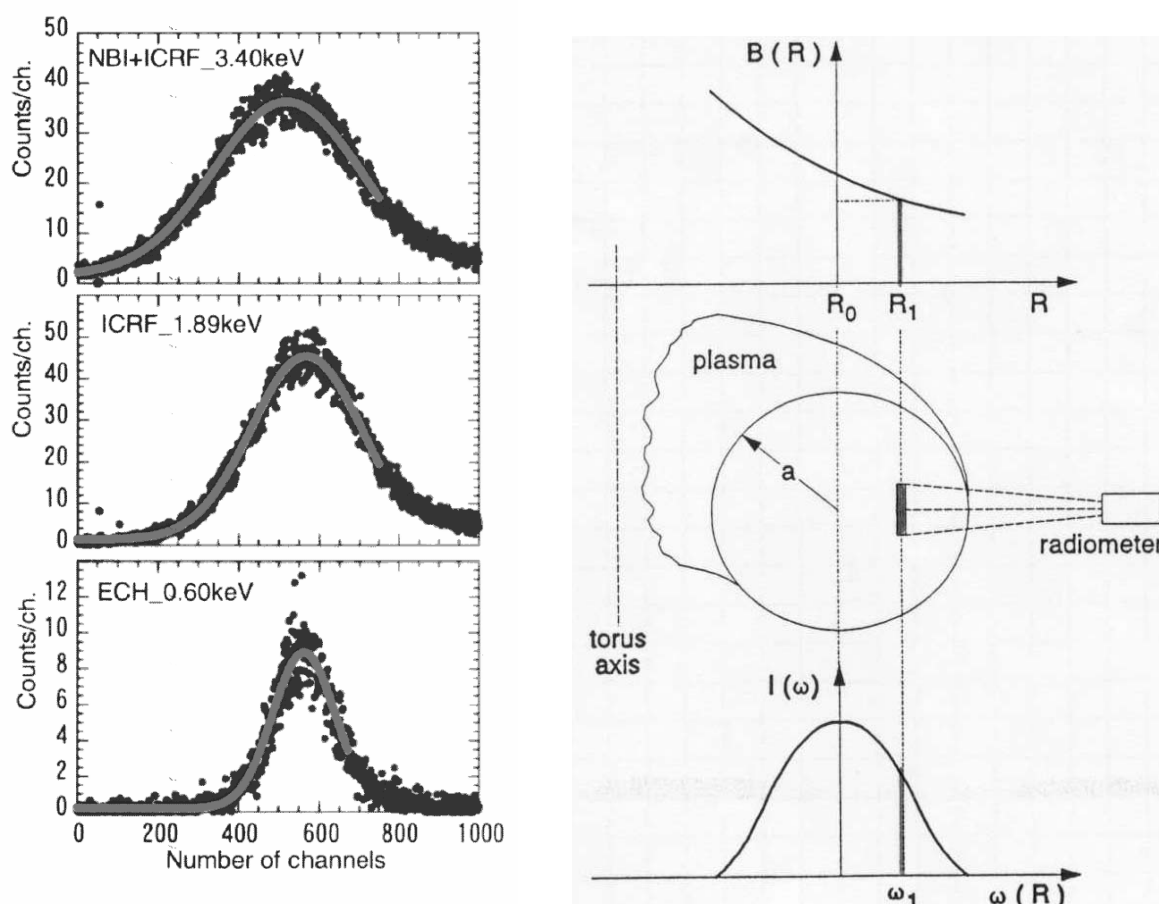 50
NBI+ICRF_3.40keV
40
30
20
10
0
Counts/ch.
ICRF_1.89keV
50
40
30
20
10
0
Counts/ch.
ECH_0.60keV
12
10
8
6
4
2
0
Counts/ch.
0 200 400 600 800 1000
Number of channels
B(R)
R₀ R₁ R
plasma
a
radiometer
torus
axis
I(ω)
ω₁ ω(R)